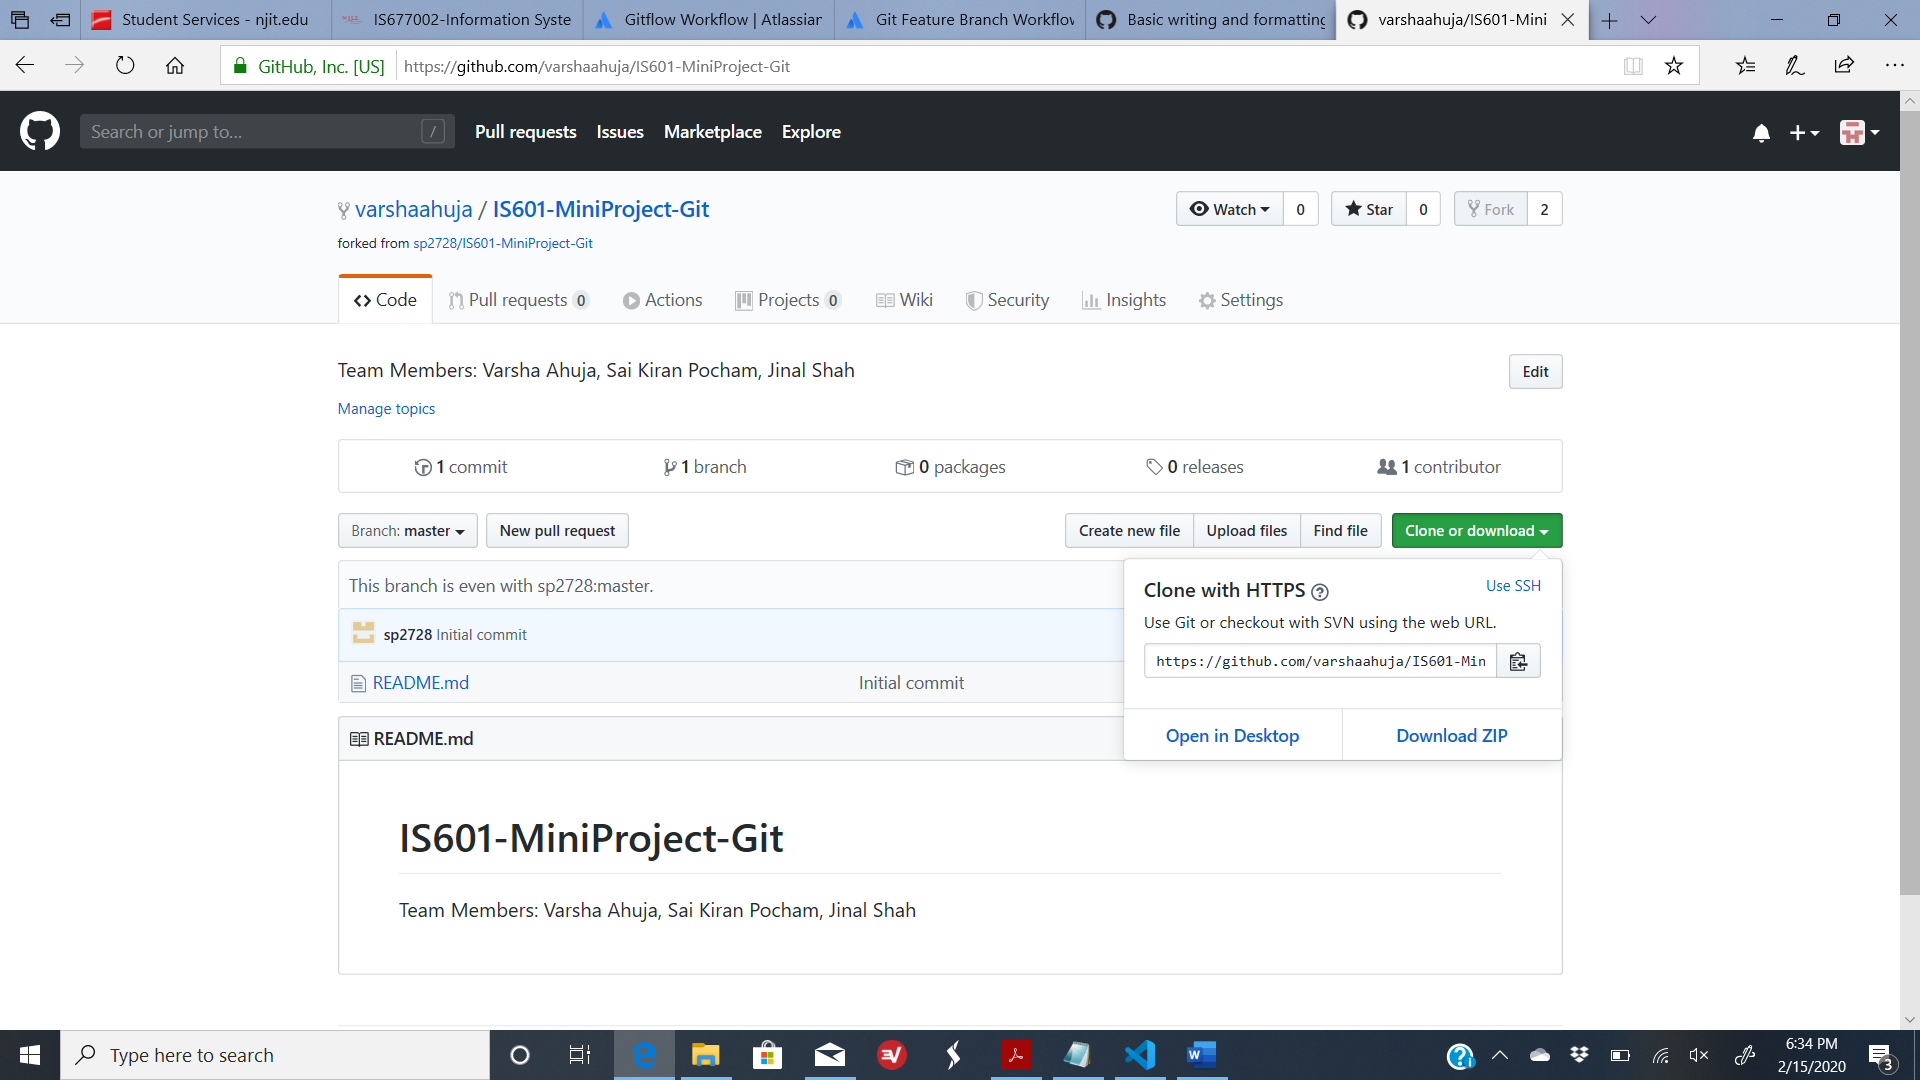 Student Services - njit.edu
IS677002-Information Syste
Gitflow Workflow | Atlassian
Git Feature Branch Workflow
Basic writing and formatting
varshaahuja/IS601-Mini
GitHub, Inc. [US]
https://github.com/varshaahuja/IS601-MiniProject-Git
Search or jump to...
/
Pull requests
Issues
Marketplace
Explore
varshaahuja / IS601-MiniProject-Git
Watch 0
Star 0
Fork 2
forked from sp2728/IS601-MiniProject-Git
Code
Pull requests 0
Actions
Projects 0
Wiki
Security
Insights
Settings
Team Members: Varsha Ahuja, Sai Kiran Pocham, Jinal Shah
Edit
Manage topics
1 commit
1 branch
0 packages
0 releases
1 contributor
Branch: master
New pull request
Create new file
Upload files
Find file
Clone or download
This branch is even with sp2728:master.
sp2728 Initial commit
README.md
Initial commit
Clone with HTTPS
Use SSH
Use Git or checkout with SVN using the web URL.
https://github.com/varshaahuja/IS601-Min
Open in Desktop
Download ZIP
README.md
IS601-MiniProject-Git
Team Members: Varsha Ahuja, Sai Kiran Pocham, Jinal Shah
Type here to search
6:34 PM
2/15/2020
3